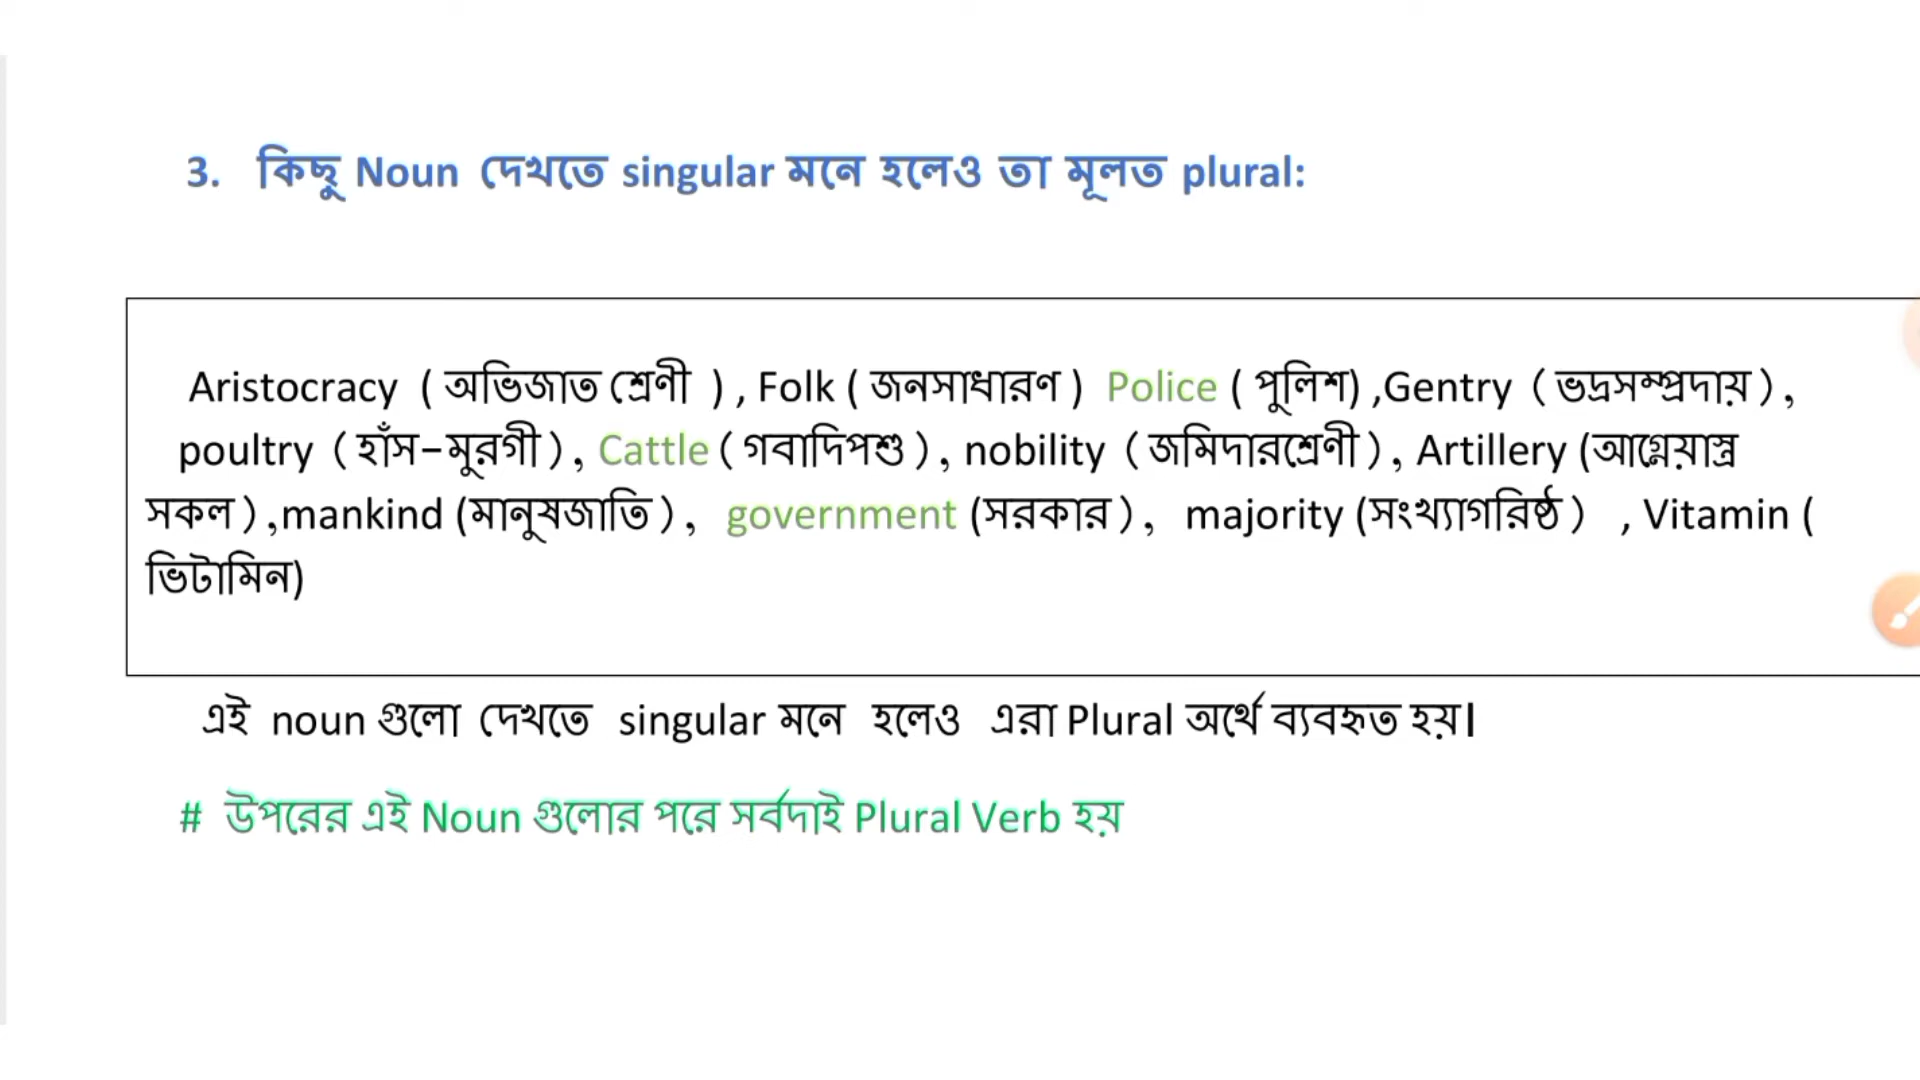 3. কিছু Noun দেখতে singular মনে হলেও তা মূলত plural:
Aristocracy ( অভিজাত শ্রেণী ) , Folk ( জনসাধারণ ) Police ( পুলিশ) ,Gentry ( ভদ্রসম্প্রদায় ),
poultry ( হাঁস-মুরগী ), Cattle ( গবাদিপশু ), nobility ( জমিদারশ্রেণী ), Artillery (আগ্নেয়াস্ত্র
সকল ) ,mankind (মানুষজাতি ), government (সরকার ), majority (সংখ্যাগরিষ্ঠ ) , Vitamin (
ভিটামিন)
এই noun গুলো দেখতে singular মনে হলেও এরা Plural অর্থে ব্যবহৃত হয়।
# উপরের এই Noun গুলোর পরে সর্বদাই Plural Verb হয়